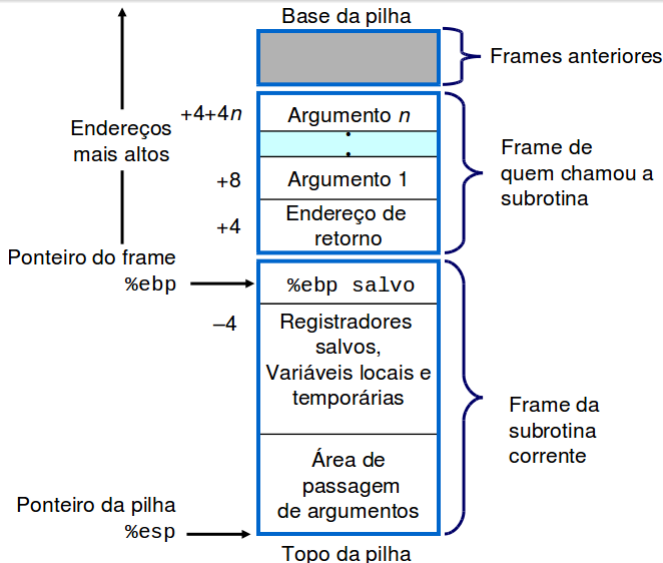 Base da pilha
Frames anteriores
+4+4n
Argumento n
Endereços
mais altos
Frame de
quem chamou a
subrotina
+8
Argumento 1
+4
Endereço de
retorno
Ponteiro do frame
%ebp
%ebp salvo
–4
Registradores
salvos,
Variáveis locais e
temporárias
Frame da
subrotina
corrente
Área de
passagem
de argumentos
Ponteiro da pilha
%esp
Topo da pilha